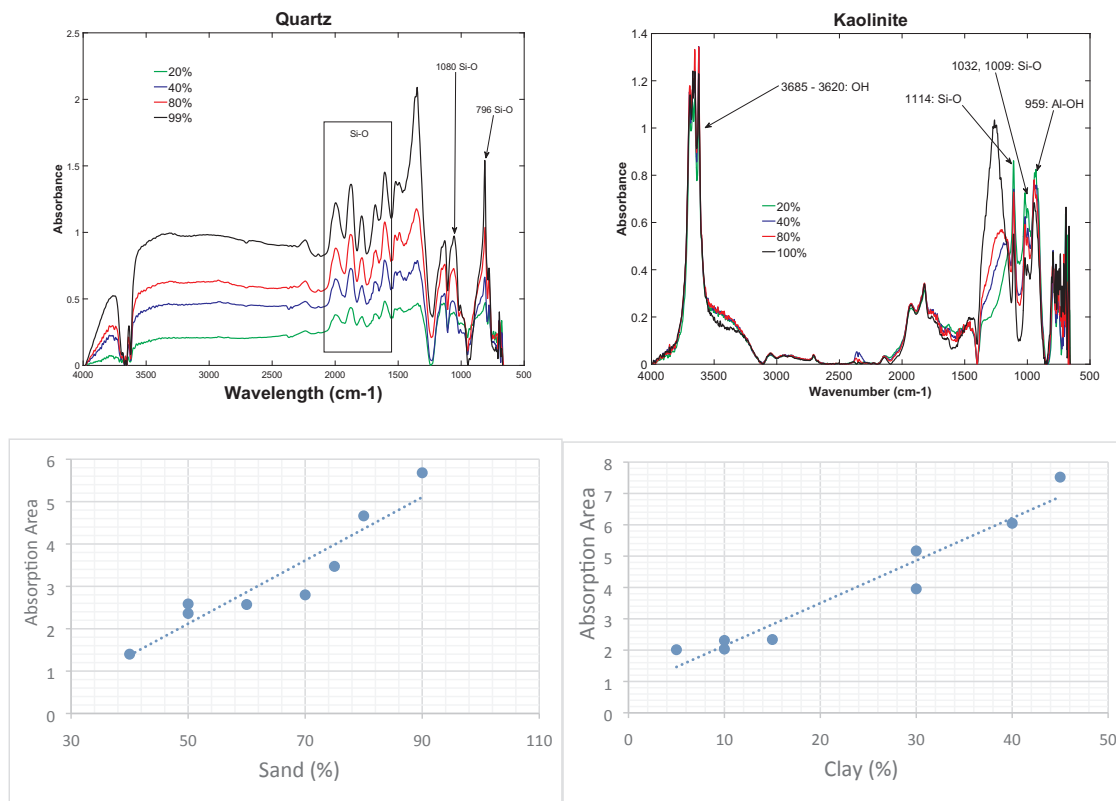 Quartz
2.5
2
1.5
1
0.5
0
Absorbance
20%
40%
80%
99%
Si-O
1080 Si-O
796 Si-O
4000 3500 3000 2500 2000 1500 1000 500
Wavelength (cm-1)
Kaolinite
1.4
1.2
1
0.8
0.6
0.4
0.2
0
Absorbance
3685 - 3620: OH
1032, 1009: Si-O
1114: Si-O
959: Al-OH
20%
40%
80%
100%
4000 3500 3000 2500 2000 1500 1000 500
Wavenumber (cm-1)
6
5
4
3
2
1
0
Absorption Area
30 50 70 90 110
Sand (%)
8
7
6
5
4
3
2
1
0
Absorption Area
0 10 20 30 40 50
Clay (%)